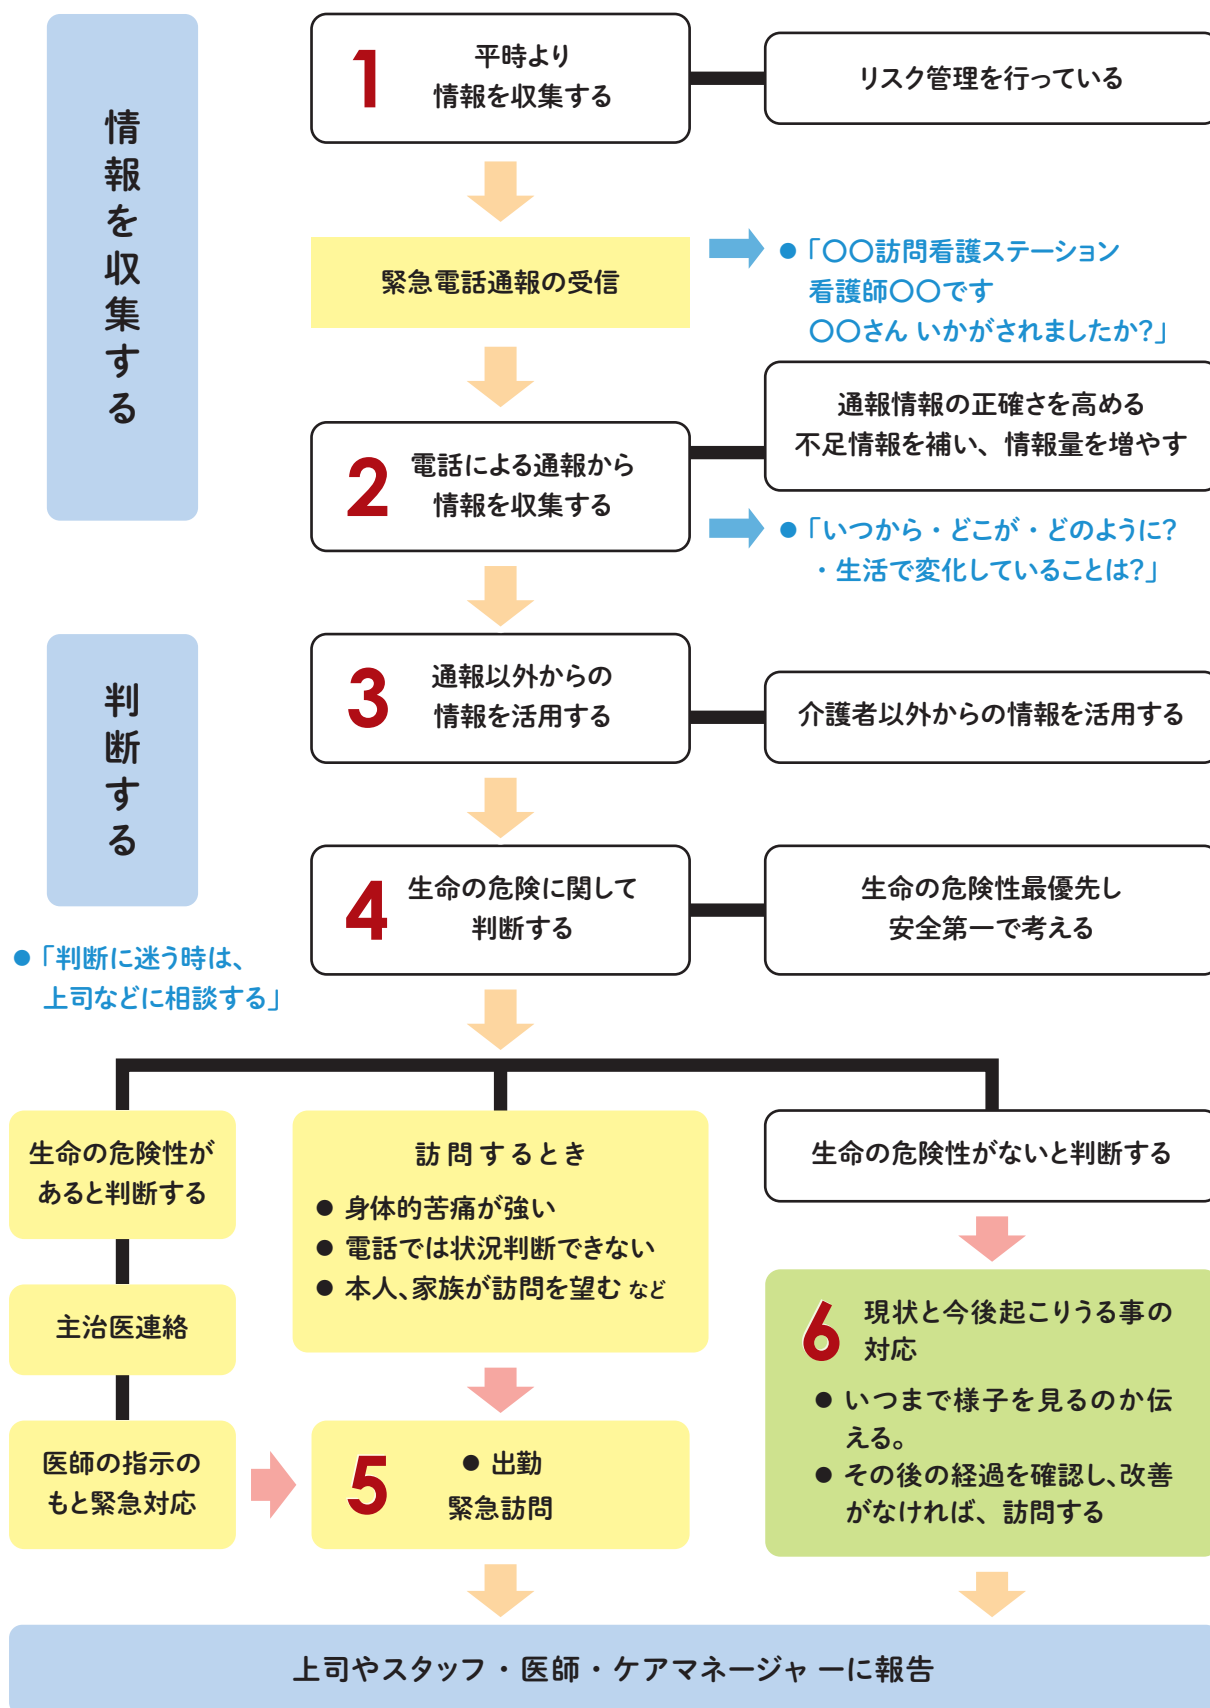 情報を収集する
1
平時より
情報を収集する
リスク管理を行っている
緊急電話通報の受信
●「〇〇訪問看護ステーション
看護師〇〇です
〇〇さん いかがされましたか?」
2
電話による通報から
情報を収集する
通報情報の正確さを高める
不足情報を補い、情報量を増やす
●「いつから・どこが・どのように?
・生活で変化していることは?」
判断する
3
通報以外からの
情報を活用する
介護者以外からの情報を活用する
4
生命の危険に関して
判断する
生命の危険性最優先し
安全第一で考える
●「判断に迷う時は、
上司などに相談する」
生命の危険性が
あると判断する
主治医連絡
医師の指示の
もと緊急対応
訪問するとき
● 身体的苦痛が強い
● 電話では状況判断できない
● 本人、家族が訪問を望む など
5
● 出勤
緊急訪問
生命の危険性がないと判断する
6
現状と今後起こりうる事の
対応
● いつまで様子を見るのか伝
える。
● その後の経過を確認し、改善
がなければ、訪問する
上司やスタッフ・医師・ケアマネージャーに報告